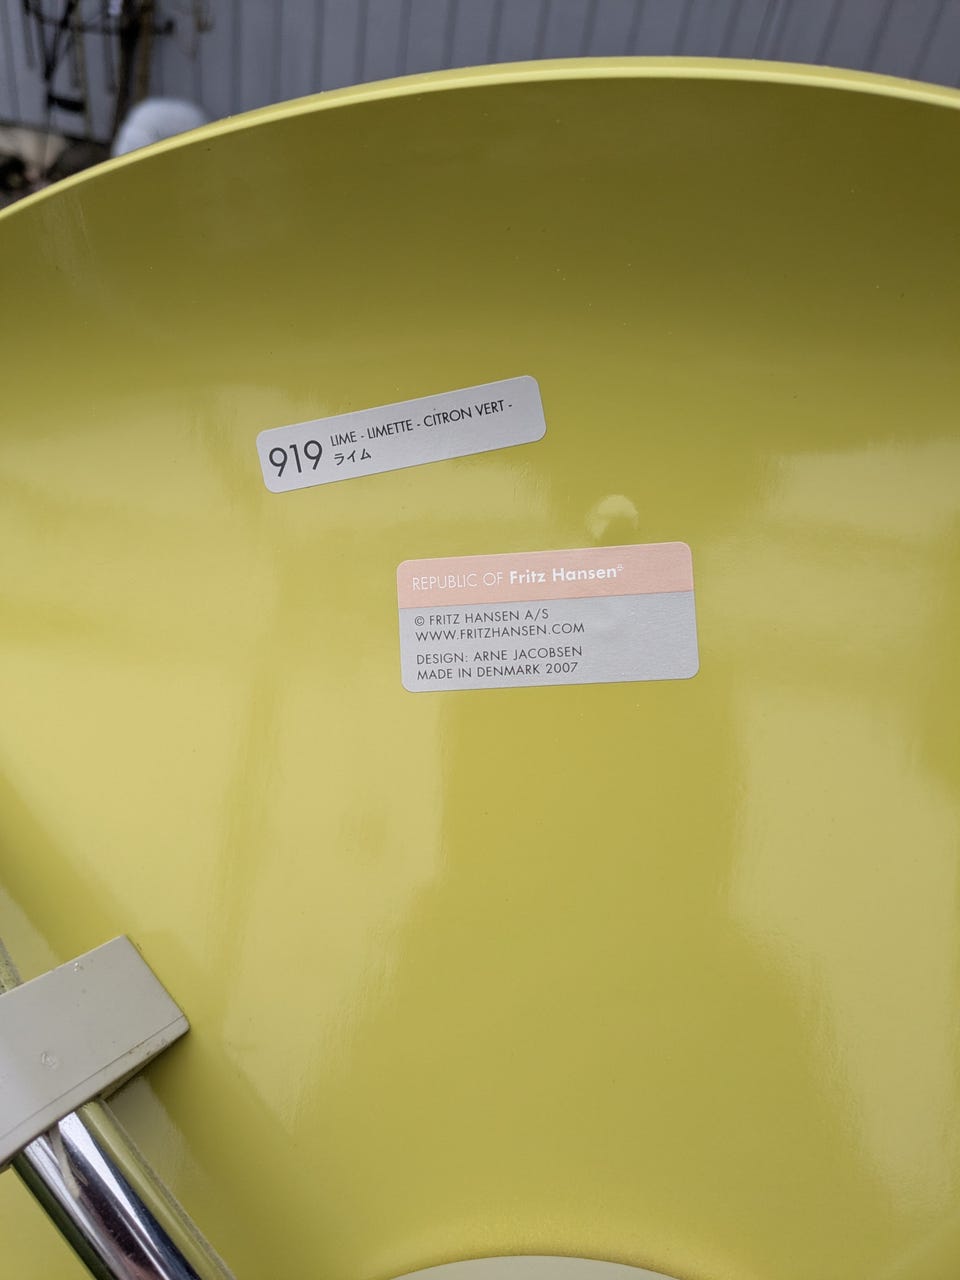 919 LIME - LIMETTE - CITRON VERT -
ライム
REPUBLIC OF Fritz Hansen®
© FRITZ HANSEN A/S
WWW.FRITZHANSEN.COM
DESIGN: ARNE JACOBSEN
MADE IN DENMARK 2007